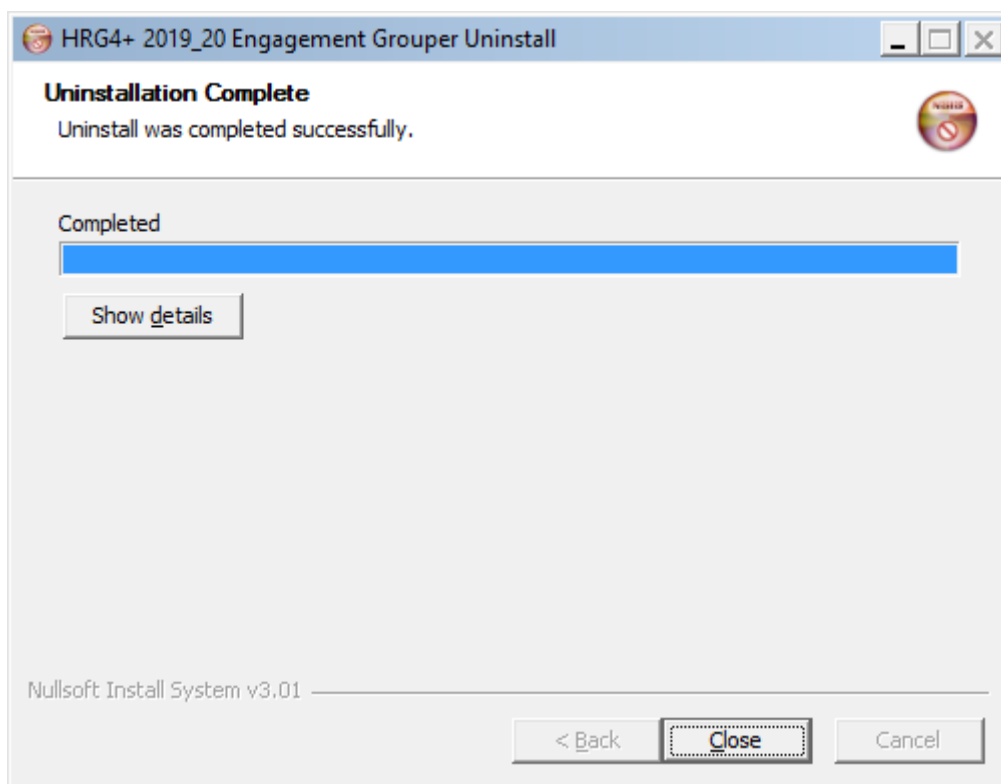 HRG4+ 2019_20 Engagement Grouper Uninstall
Uninstallation Complete
Uninstall was completed successfully.
Completed
Show details
Nullsoft Install System v3.01
< Back
Close
Cancel